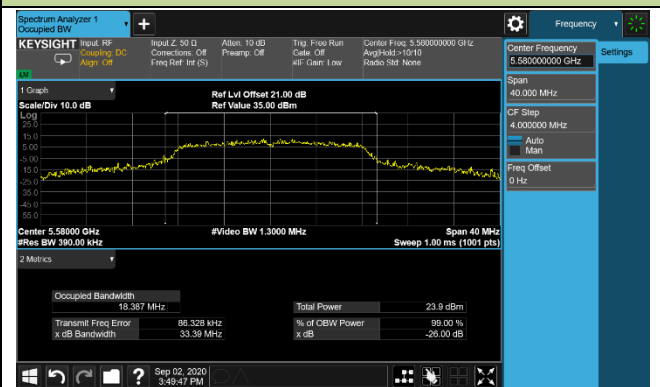 Spectrum Analyzer 1
Occupied BW
Frequency
KEYSIGHT
Input: RF
Coupling: DC
Align: Off
Input Z: 50 Ω
Corrections: Off
Freq Ref: Int (S)
Atten: 10 dB
Preamp: Off
Trig: Free Run
Gate: Off
#IF Gain: Low
Center Freq: 5.580000000 GHz
Avg|Hold:>10/10
Radio Std: None
Center Frequency
5.580000000 GHz
Settings
Span
40.000 MHz
CF Step
4.000000 MHz
Auto
Man
Freq Offset
0 Hz
1 Graph
Scale/Div 10.0 dB
Ref Lvl Offset 21.00 dB
Ref Value 35.00 dBm
Log
25.0
15.0
5.00
-5.00
-15.0
-25.0
-35.0
-45.0
-55.0
Center 5.58000 GHz
#Res BW 390.00 kHz
#Video BW 1.3000 MHz
Span 40 MHz
Sweep 1.00 ms (1001 pts)
2 Metrics
Occupied Bandwidth
18.387 MHz
Total Power 23.9 dBm
Transmit Freq Error 86.328 kHz
% of OBW Power 99.00 %
x dB Bandwidth 33.39 MHz
x dB -26.00 dB
Sep 02, 2020
3:49:47 PM